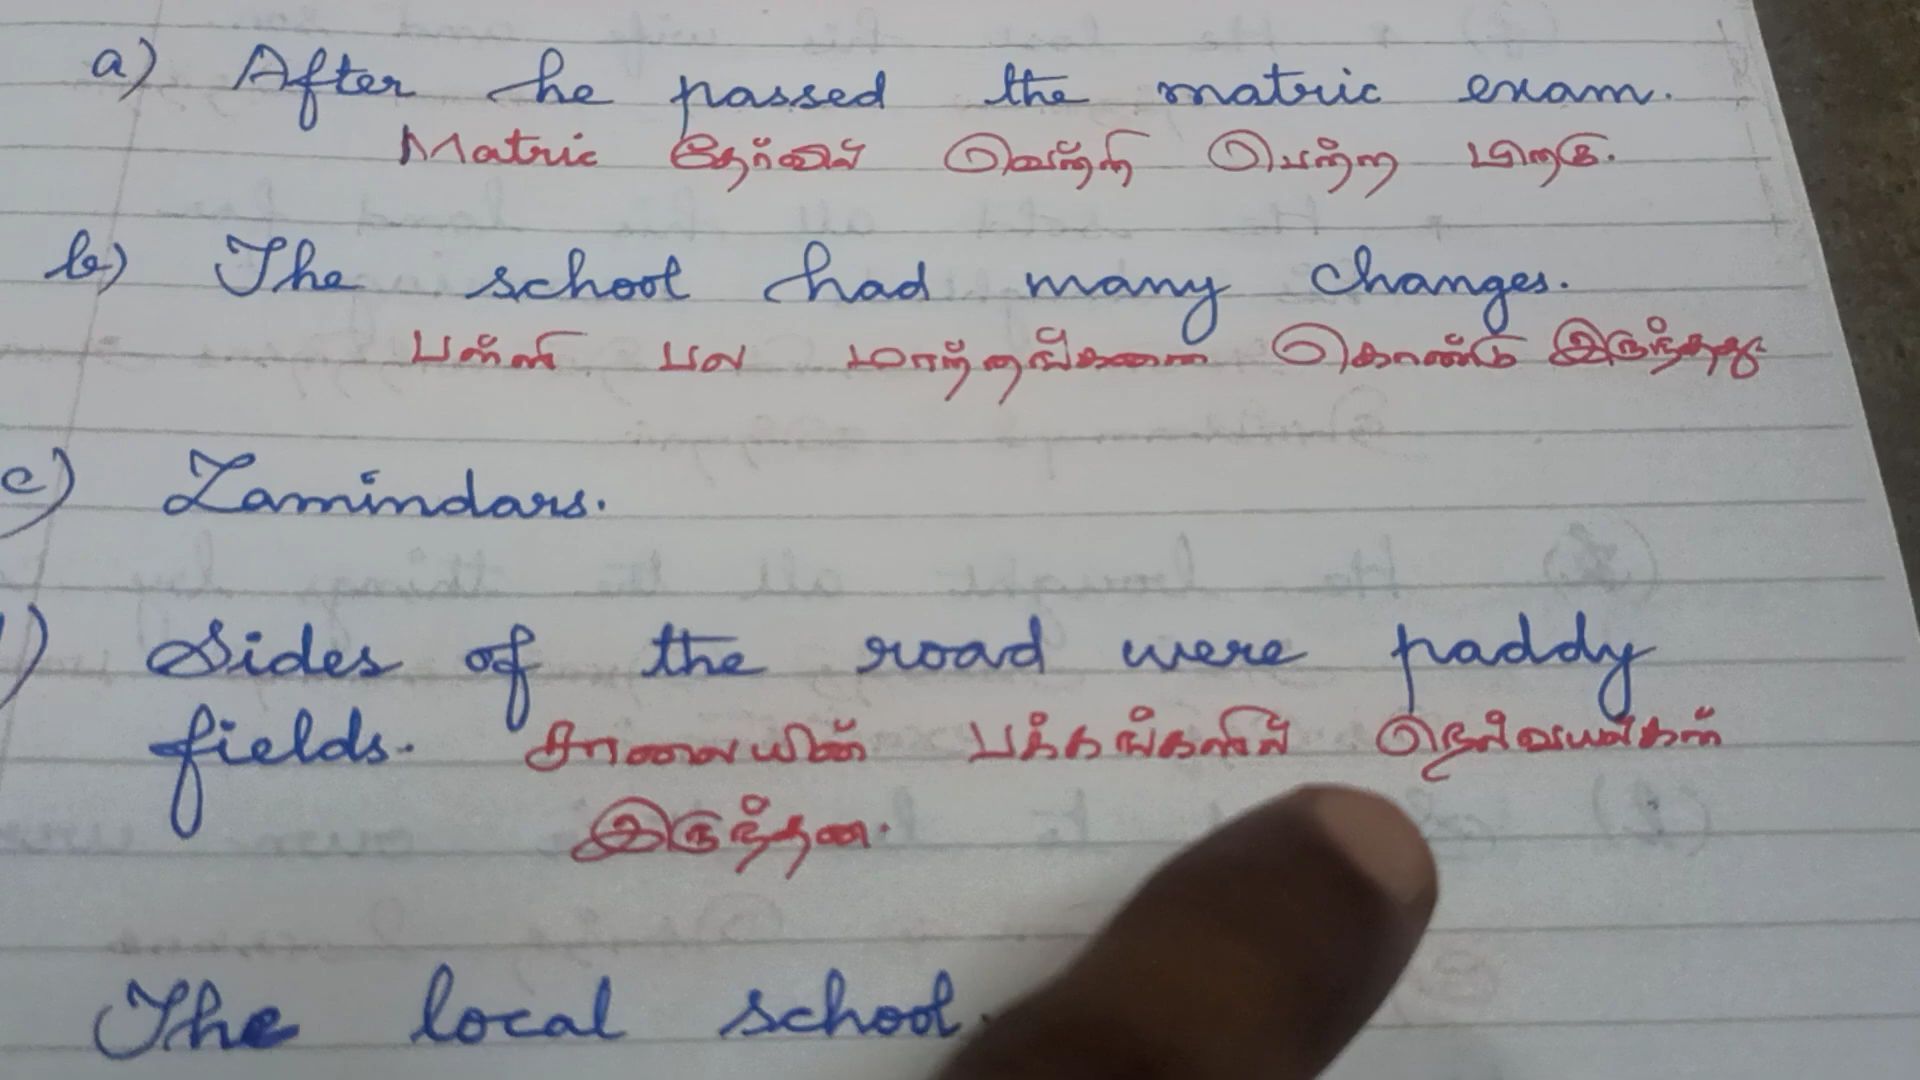 a) After he passed the matric exam.
Matric தேர்வில் வெற்றி பெற்ற பிறகு.
b) The school had many changes.
பள்ளி பல மாற்றங்களை கொண்டு இருந்தது
c) Zamindars.
) Sides of the road were paddy
fields. சாலையின் பக்கங்களில் நெல்வயல்கள்
இருந்தன.
The local school.